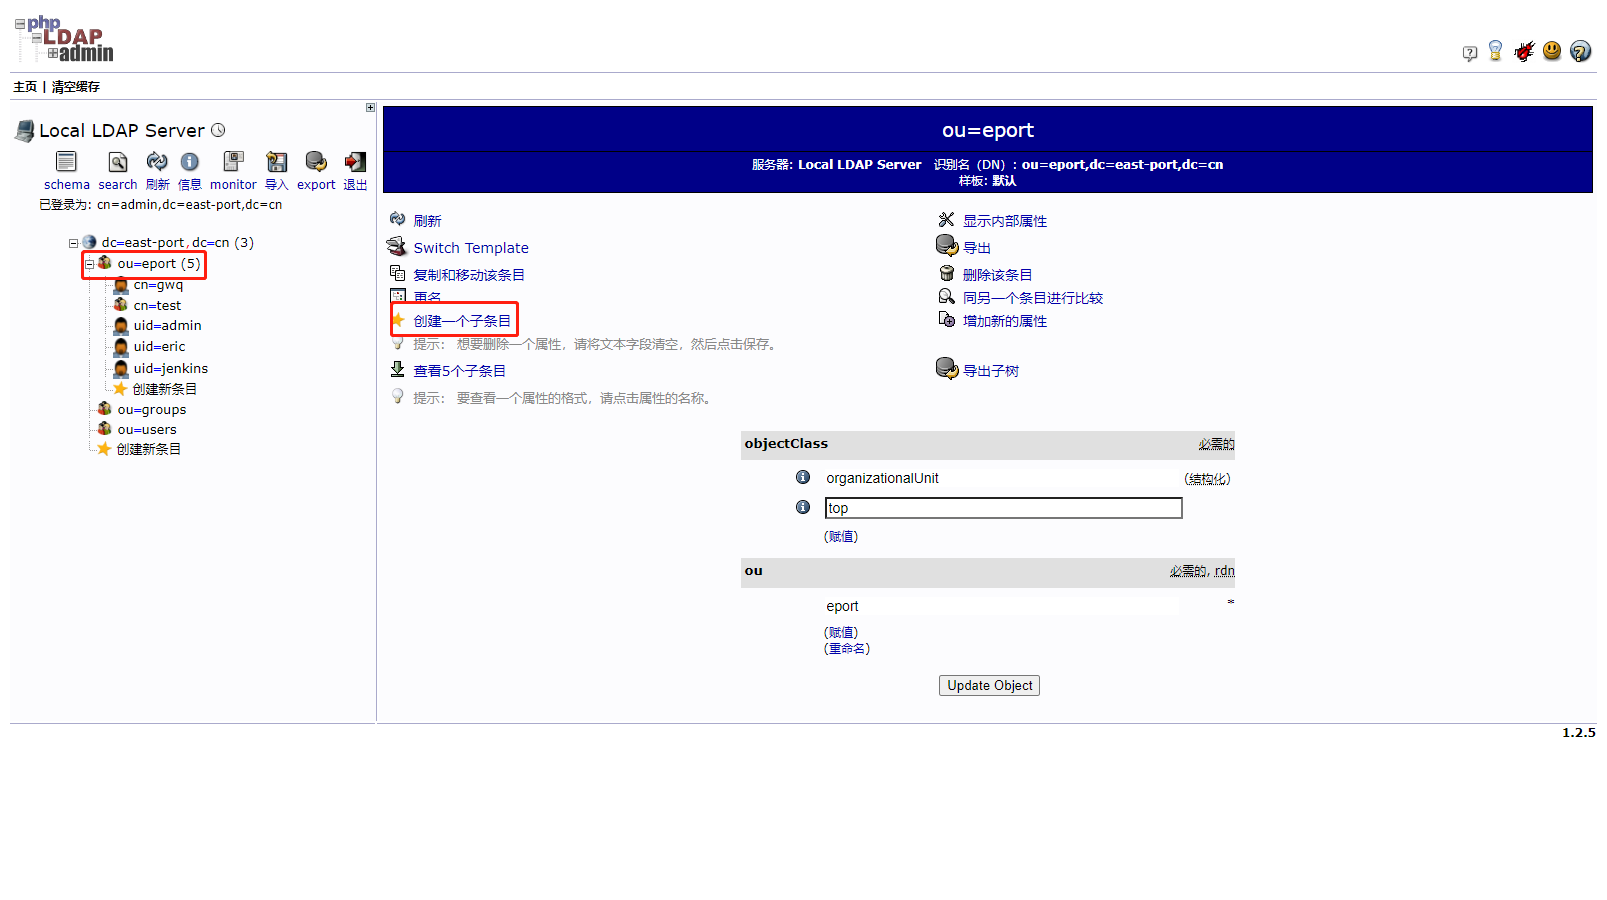 php
LDAP
admin
主页 | 清空缓存
Local LDAP Server
schema search 刷新 信息 monitor 导入 export 退出
已登录为: cn=admin,dc=east-port,dc=cn
dc=east-port,dc=cn (3)
ou=eport (5)
cn=gwq
cn=test
uid=admin
uid=eric
uid=jenkins
创建新条目
ou=groups
ou=users
创建新条目
ou=eport
服务器: Local LDAP Server 识别名（DN）: ou=eport,dc=east-port,dc=cn
样板: 默认
刷新 显示内部属性
Switch Template 导出
复制和移动该条目 删除该条目
更名 同另一个条目进行比较
创建一个子条目 增加新的属性
提示: 想要删除一个属性，请将文本字段清空，然后点击保存。
查看5个子条目 导出子树
提示: 要查看一个属性的格式，请点击属性的名称。
objectClass 必需的
organizationalUnit (结构化)
top
(赋值)
ou 必需的, rdn
eport *
(赋值)
(重命名)
Update Object
1.2.5